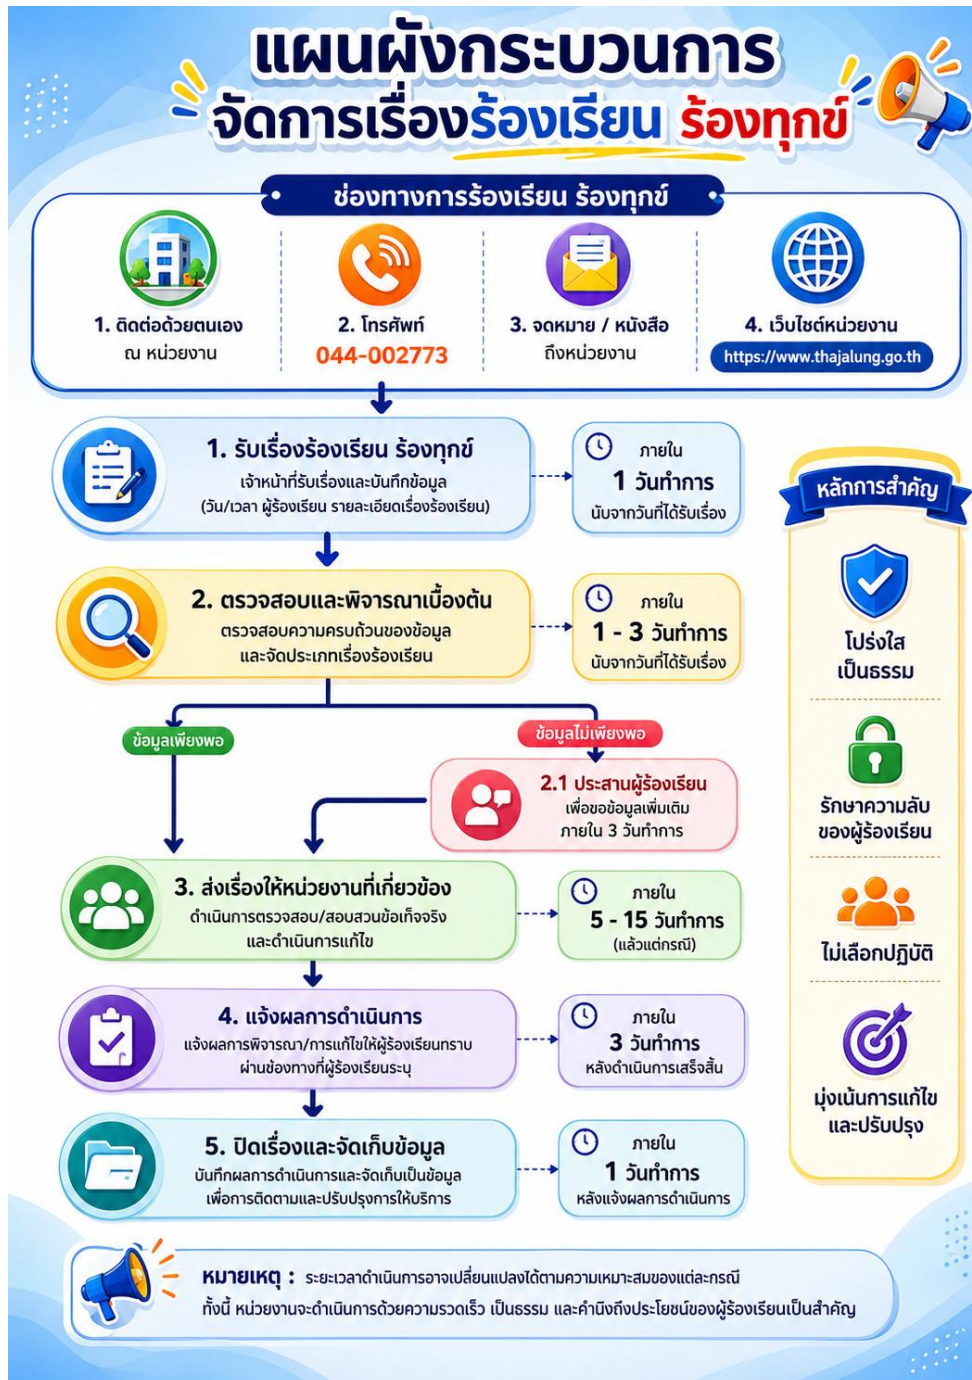 แผนผังกระบวนการ
จัดการเรื่องร้องเรียน ร้องทุกข์
ช่องทางการร้องเรียน ร้องทุกข์
1. ติดต่อด้วยตนเอง
ณ หน่วยงาน
2. โทรศัพท์
044-002773
3. จดหมาย / หนังสือ
ถึงหน่วยงาน
4. เว็บไซต์หน่วยงาน
https://www.thajalung.go.th
1. รับเรื่องร้องเรียน ร้องทุกข์
เจ้าหน้าที่รับเรื่องและบันทึกข้อมูล
(วัน/เวลา ผู้ร้องเรียน รายละเอียดเรื่องร้องเรียน)
ภายใน
1 วันทำการ
นับจากวันที่ได้รับเรื่อง
2. ตรวจสอบและพิจารณาเบื้องต้น
ตรวจสอบความครบถ้วนของข้อมูล
และจัดประเภทเรื่องร้องเรียน
ภายใน
1 - 3 วันทำการ
นับจากวันที่ได้รับเรื่อง
ข้อมูลเพียงพอ
ข้อมูลไม่เพียงพอ
2.1 ประสานผู้ร้องเรียน
เพื่อขอข้อมูลเพิ่มเติม
ภายใน 3 วันทำการ
3. ส่งเรื่องให้หน่วยงานที่เกี่ยวข้อง
ดำเนินการตรวจสอบ/สอบสวนข้อเท็จจริง
และดำเนินการแก้ไข
ภายใน
5 - 15 วันทำการ
(แล้วแต่กรณี)
4. แจ้งผลการดำเนินการ
แจ้งผลการพิจารณา/การแก้ไขให้ผู้ร้องเรียนทราบ
ผ่านช่องทางที่ผู้ร้องเรียนระบุ
ภายใน
3 วันทำการ
หลังดำเนินการเสร็จสิ้น
5. ปิดเรื่องและจัดเก็บข้อมูล
บันทึกผลการดำเนินการและจัดเก็บเป็นข้อมูล
เพื่อการติดตามและปรับปรุงการให้บริการ
ภายใน
1 วันทำการ
หลังแจ้งผลการดำเนินการ
หลักการสำคัญ
โปร่งใส
เป็นธรรม
รักษาความลับ
ของผู้ร้องเรียน
ไม่เลือกปฏิบัติ
มุ่งเน้นการแก้ไข
และปรับปรุง
หมายเหตุ : ระยะเวลาดำเนินการอาจเปลี่ยนแปลงได้ตามความเหมาะสมของแต่ละกรณี
ทั้งนี้ หน่วยงานจะดำเนินการด้วยความรวดเร็ว เป็นธรรม และคำนึงถึงประโยชน์ของผู้ร้องเรียนเป็นสำคัญ